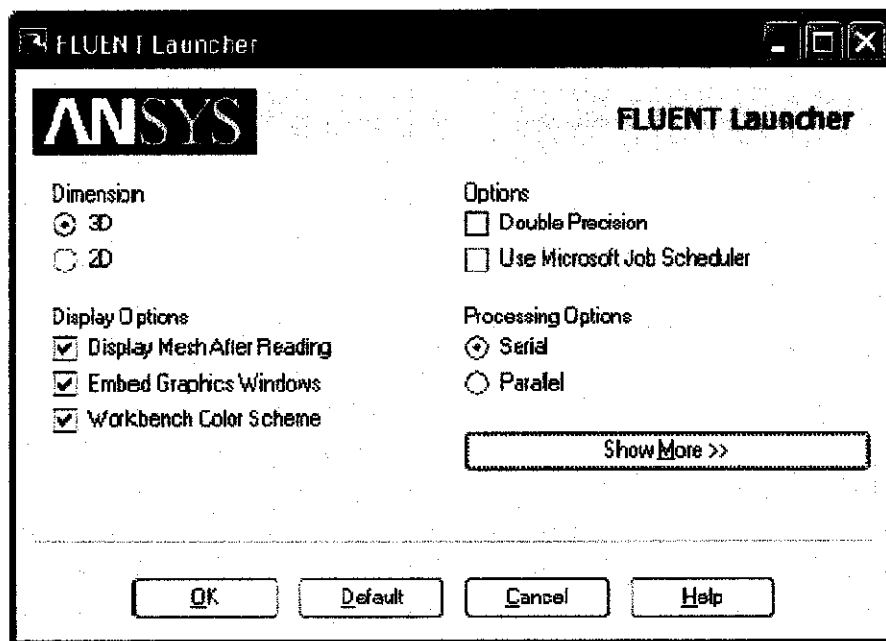 FLUENT Launcher
ANSYS
FLUENT Launcher
Dimension
3D
2D
Options
Double Precision
Use Microsoft Job Scheduler
Display Options
Display Mesh After Reading
Embed Graphics Windows
Workbench Color Scheme
Processing Options
Serial
Parallel
Show More >>
OK
Default
Cancel
Help